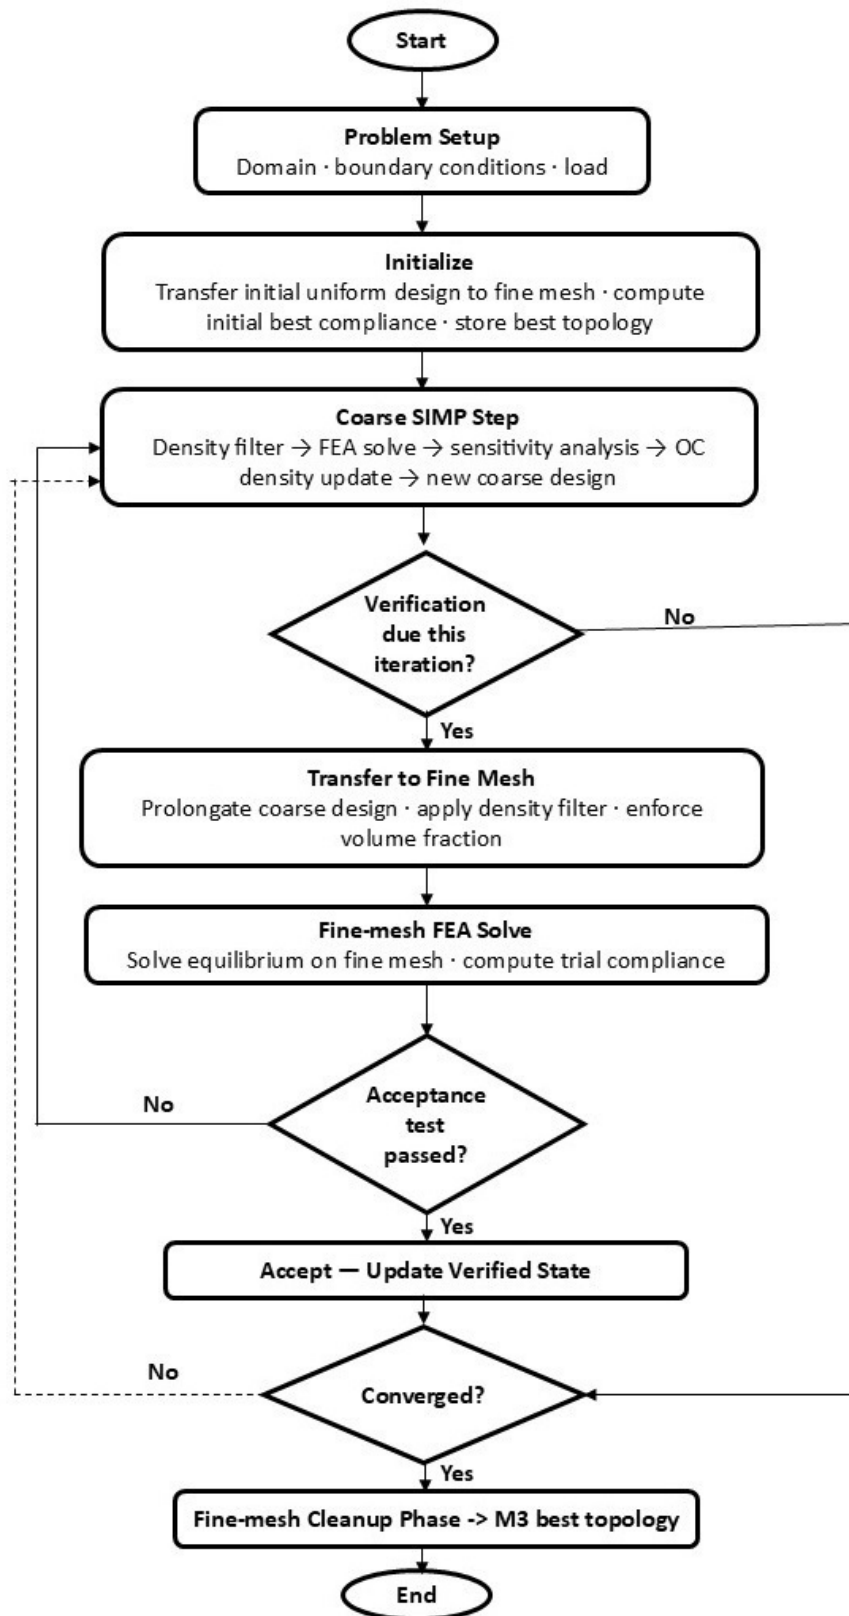 Start
Problem Setup
Domain · boundary conditions · load
Initialize
Transfer initial uniform design to fine mesh · compute
initial best compliance · store best topology
Coarse SIMP Step
Density filter → FEA solve → sensitivity analysis → OC
density update → new coarse design
Verification
due this
iteration?
No
Yes
Transfer to Fine Mesh
Prolongate coarse design · apply density filter · enforce
volume fraction
Fine-mesh FEA Solve
Solve equilibrium on fine mesh · compute trial compliance
Acceptance
test
passed?
No
Yes
Accept — Update Verified State
Converged?
No
Yes
Fine-mesh Cleanup Phase -> M3 best topology
End